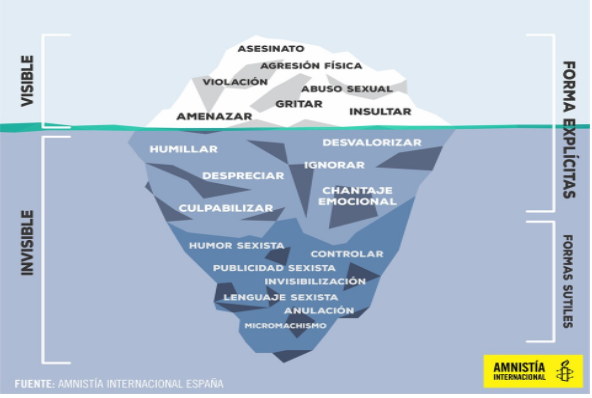 ASESINATO
AGRESIÓN FÍSICA
VIOLACIÓN
ABUSO SEXUAL
GRITAR
AMENAZAR
INSULTAR
VISIBLE
FORMA EXPLÍCITAS
HUMILLAR
DESVALORIZAR
IGNORAR
DESPRECIAR
CHANTAJE
EMOCIONAL
CULPABILIZAR
INVISIBLE
HUMOR SEXISTA
CONTROLAR
PUBLICIDAD SEXISTA
INVISIBILIZACIÓN
LENGUAJE SEXISTA
ANULACIÓN
MICROMACHISMO
FORMAS SUTILES
AMNISTÍA
INTERNACIONAL
FUENTE: AMNISTÍA INTERNACIONAL ESPAÑA